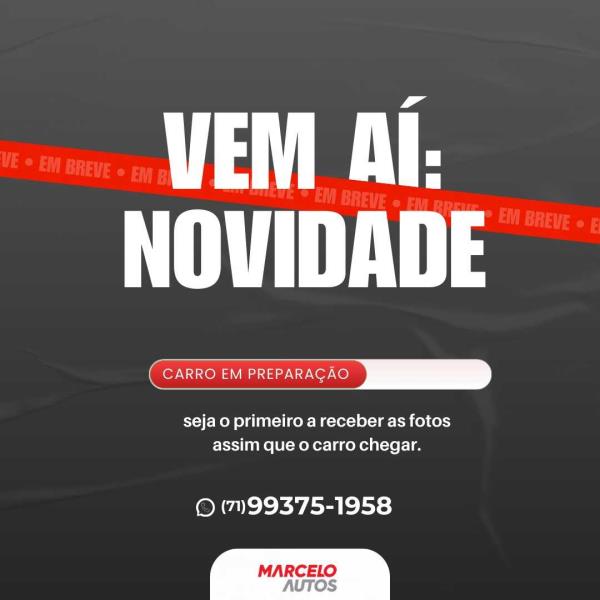 VEM AÍ:
EVE • EM BREVE • EM BREVE • EM BREVE • EM BREVE • EM BREVE • E
NOVIDADE
CARRO EM PREPARAÇÃO
seja o primeiro a receber as fotos
assim que o carro chegar.
(71)99375-1958
MARCELO
AUTOS